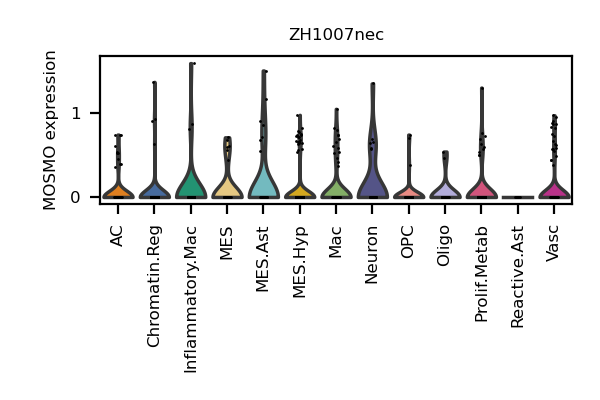 ZH1007nec
MOSMO expression
1
0
AC
Chromatin.Reg
Inflammatory.Mac
MES
MES.Ast
MES.Hyp
Mac
Neuron
OPC
Oligo
Prolif.Metab
Reactive.Ast
Vasc